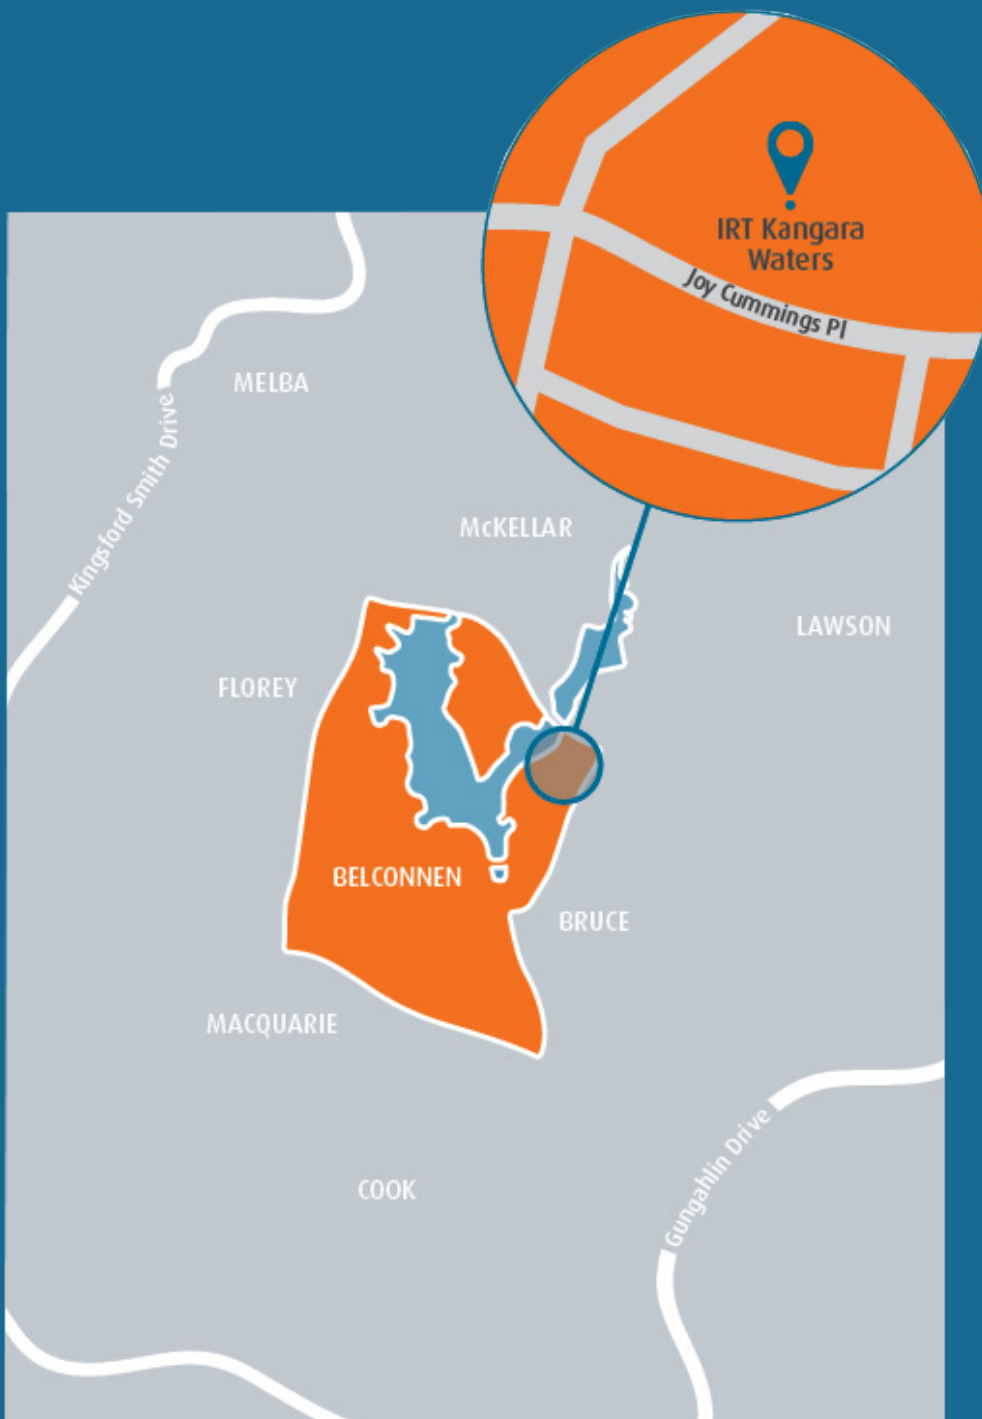 IRT Kangara
Waters
Joy Cummings Pl
MELBA
Kingsford Smith Drive
McKELLAR
LAWSON
FLOREY
BELCONNEN
BRUCE
MACQUARIE
Gungahlin Drive
COOK